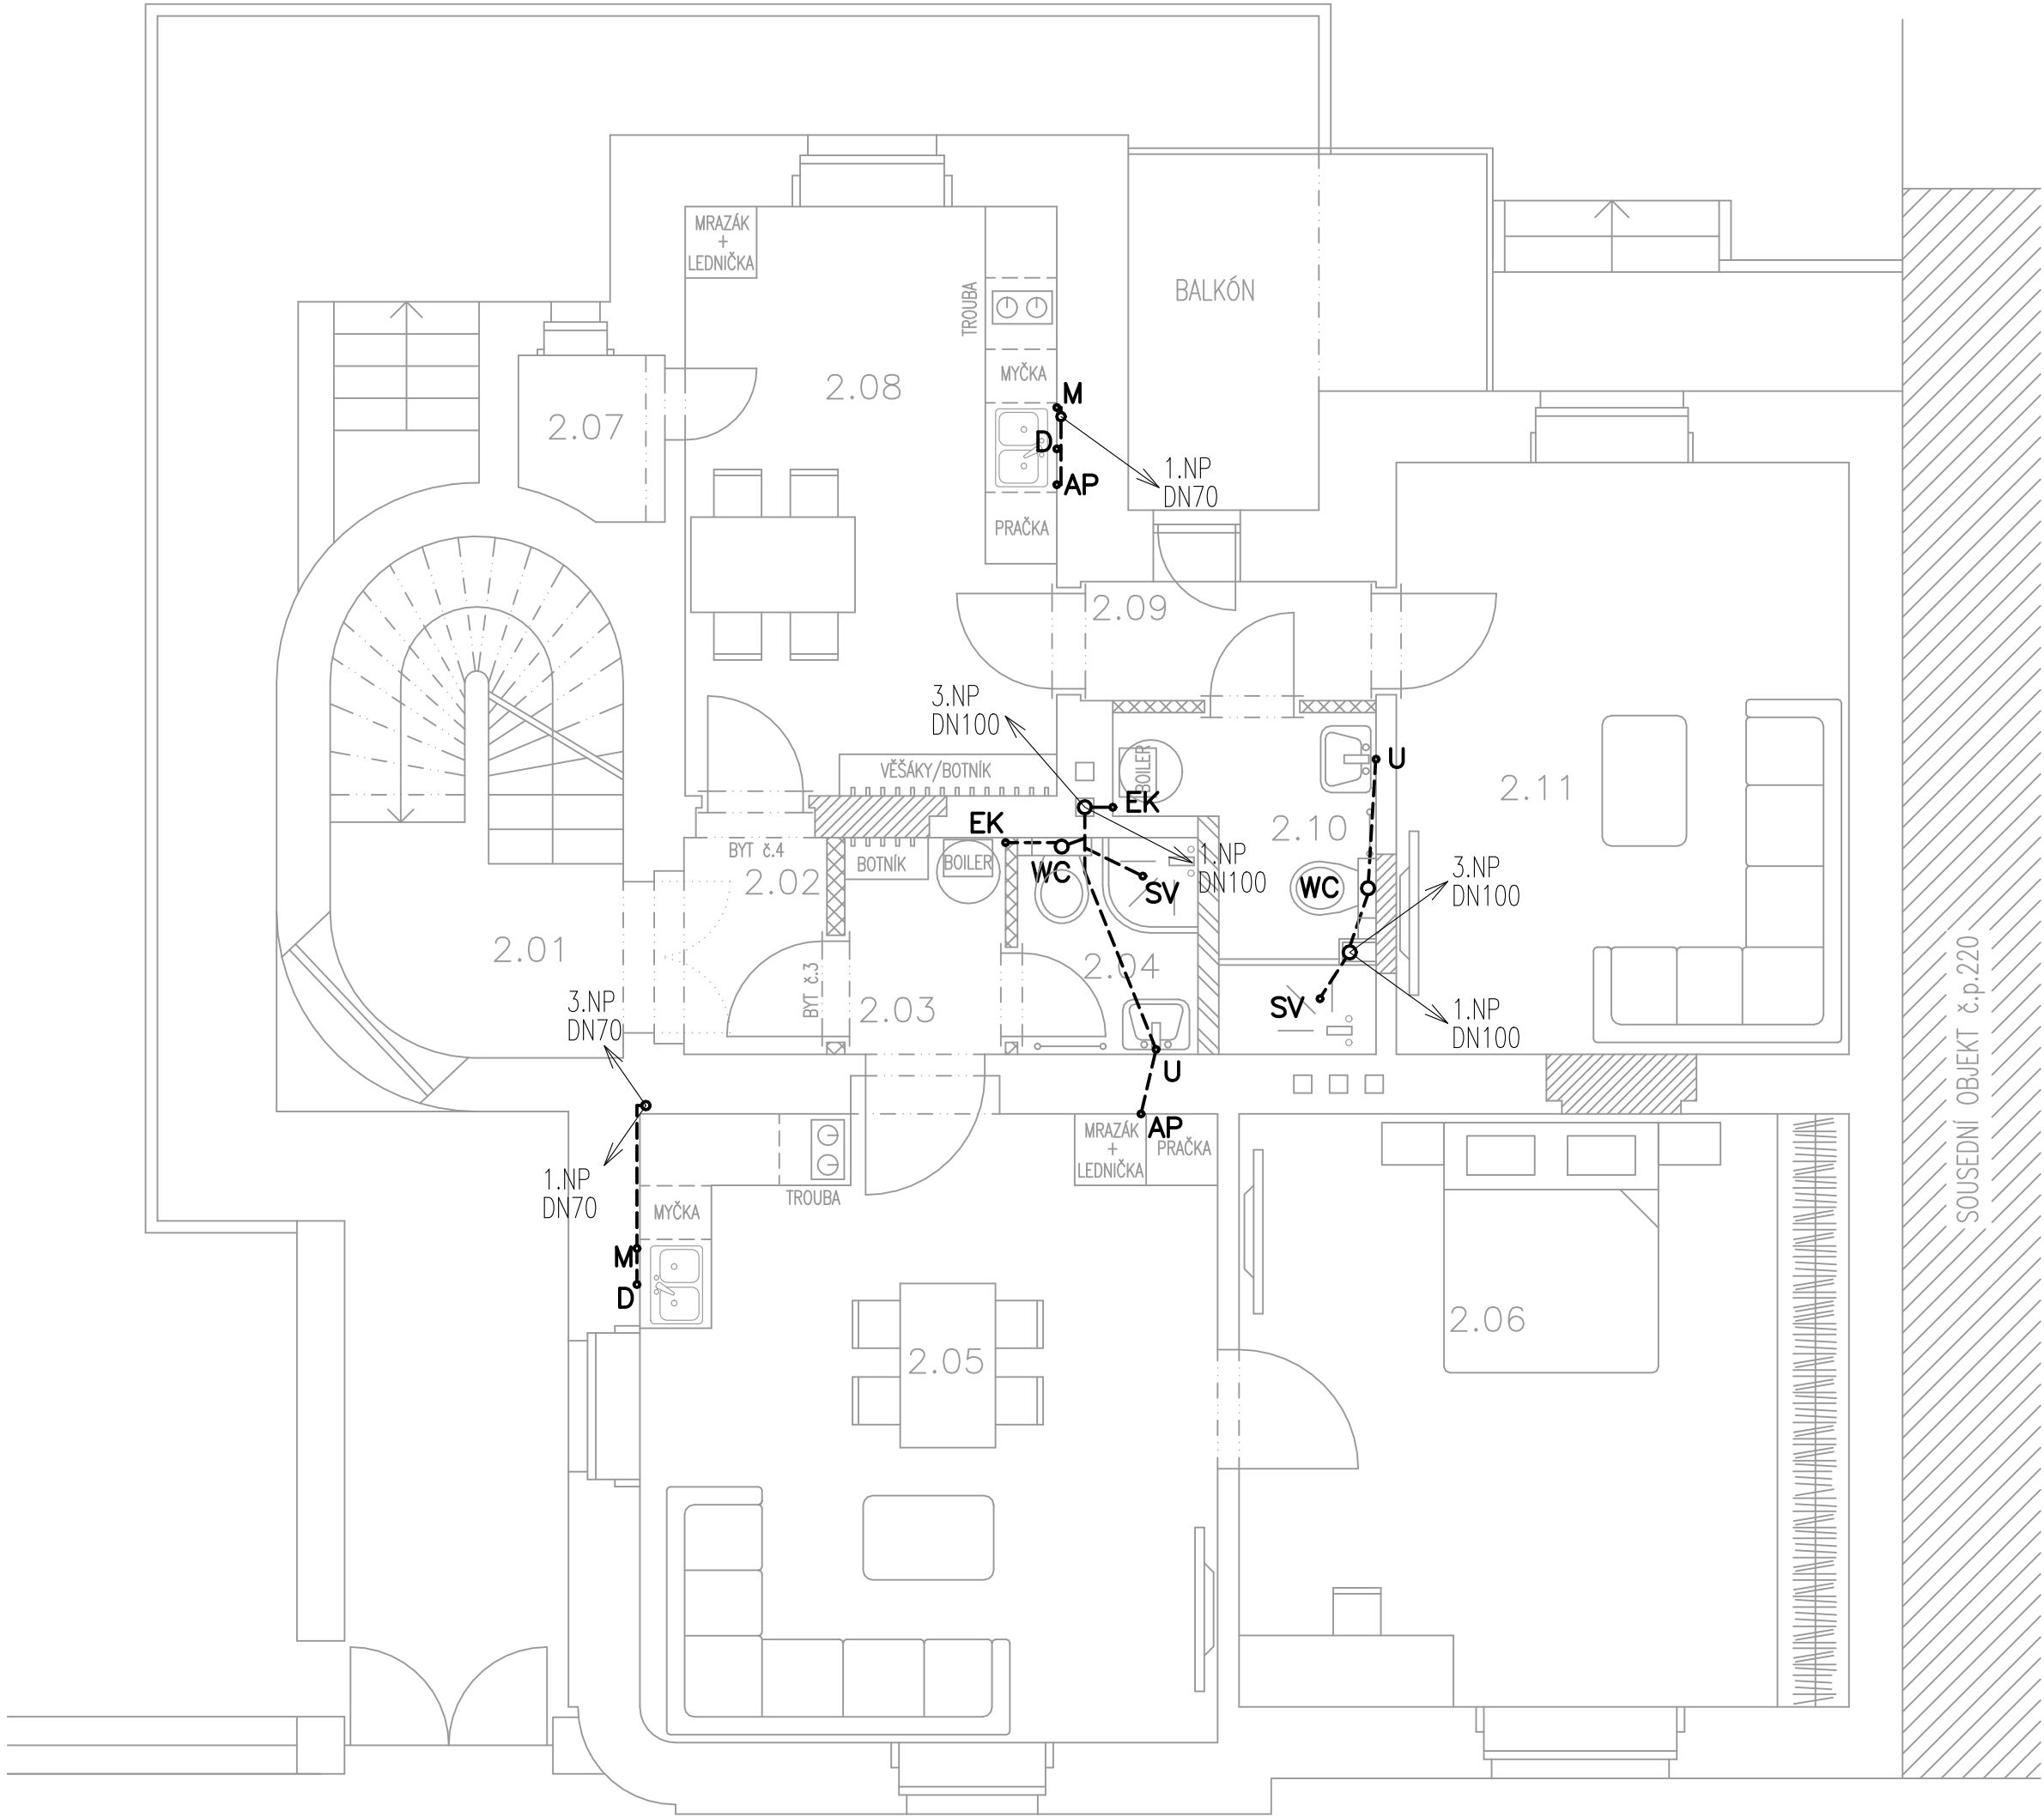 MRAZÁK
+
LEDNIČKA
TROUBA
BALKÓN
MYČKA
2.08
M
2.07
D
AP
1.NP
DN70
PRAČKA
2.09
3.NP
DN100
VĚŠÁKY/BOTNÍK
BOILER
U
2.11
EK
EK
2.10
BYT č.4
BOTNÍK
BOILER
WC
1.NP
DN100
2.02
SV
WC
3.NP
DN100
2.01
2.04
BYT č.3
2.03
SV
1.NP
DN100
3.NP
DN70
U
SOUSEDNÍ OBJEKT č.p.220
AP
MRAZÁK
+
LEDNIČKA
PRAČKA
1.NP
DN70
TROUBA
MYČKA
M
D
2.06
2.05